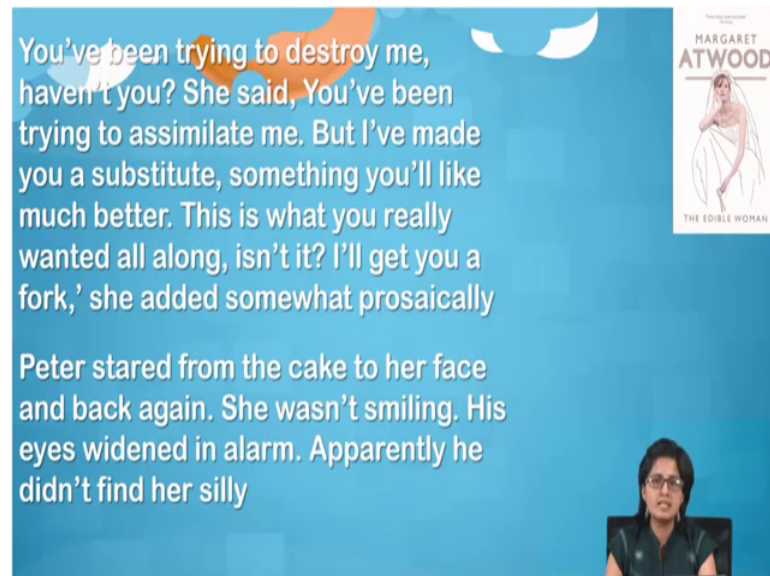 You've been trying to destroy me,
haven't you? She said, You've been
trying to assimilate me. But I've made
you a substitute, something you'll like
much better. This is what you really
wanted all along, isn't it? I'll get you a
fork,' she added somewhat prosaically
Peter stared from the cake to her face
and back again. She wasn't smiling. His
eyes widened in alarm. Apparently he
didn't find her silly
MARGARET
ATWOOD
THE EDIBLE WOMAN